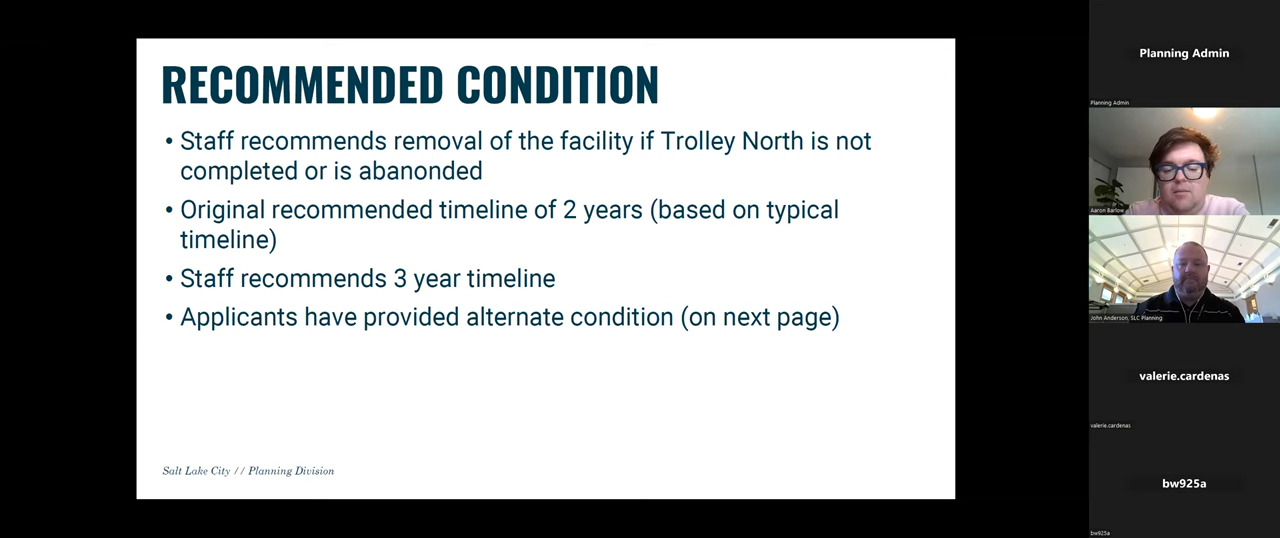 RECOMMENDED CONDITION
• Staff recommends removal of the facility if Trolley North is not
completed or is abanonded
• Original recommended timeline of 2 years (based on typical
timeline)
• Staff recommends 3 year timeline
• Applicants have provided alternate condition (on next page)
Salt Lake City // Planning Division
Planning Admin
Planning Admin
Aaron Barlow
John Anderson, SLC Planning
valerie.cardenas
valerie.cardenas
bw925a
bw925a